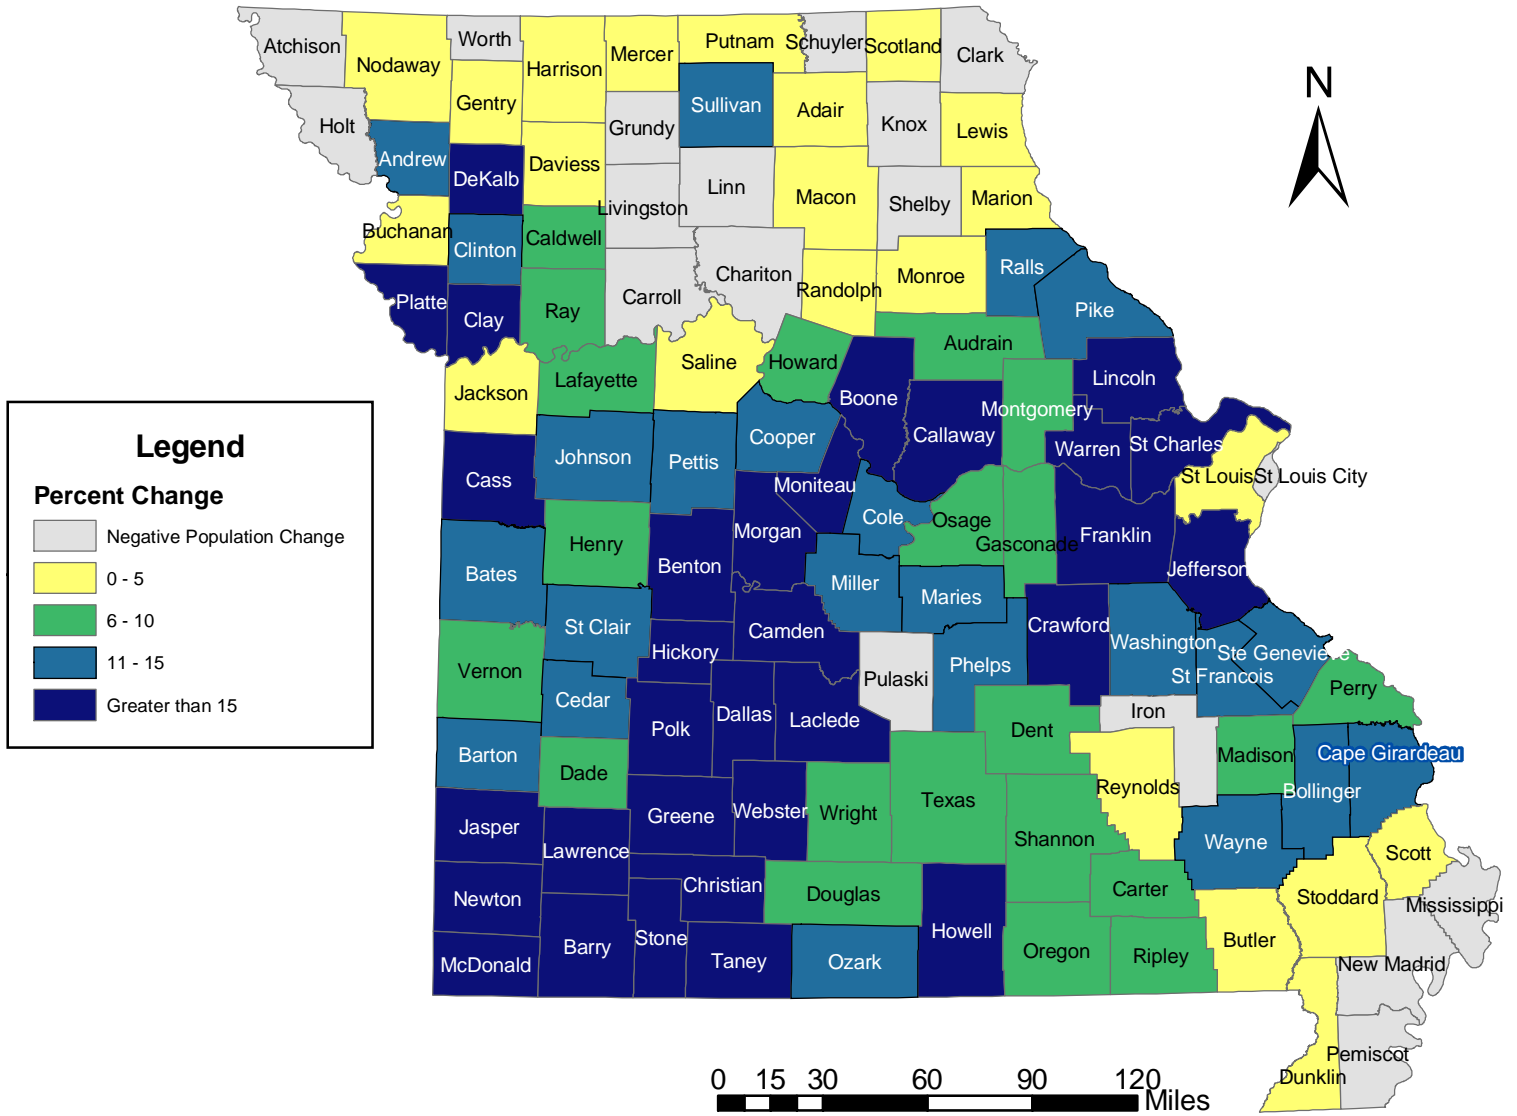 Atchison
Worth
Nodaway
Harrison
Mercer
Putnam
Schuyler
Scotland
Clark
Gentry
Sullivan
Adair
Knox
Lewis
Holt
Grundy
Andrew
DeKalb
Daviess
Linn
Macon
Shelby
Marion
Livingston
Buchanan
Clinton
Caldwell
Chariton
Randolph
Monroe
Ralls
Platte
Clay
Ray
Carroll
Pike
Saline
Howard
Audrain
Jackson
Lafayette
Boone
Lincoln
Montgomery
Callaway
Warren
St Charles
Cooper
Cass
Johnson
Pettis
Moniteau
St Louis
St Louis City
Morgan
Cole
Osage
Gasconade
Franklin
Henry
Benton
Jefferson
Bates
Miller
Maries
St Clair
Camden
Crawford
Washington
Ste Genevieve
Hickory
Vernon
Pulaski
Phelps
St Francois
Perry
Cedar
Polk
Dallas
Laclede
Iron
Dent
Barton
Dade
Madison
Cape Girardeau
Bollinger
Reynolds
Texas
Jasper
Greene
Webster
Wright
Shannon
Wayne
Lawrence
Scott
Newton
Christian
Douglas
Carter
Stoddard
Mississippi
Barry
Stone
Howell
Butler
McDonald
Taney
Ozark
Oregon
Ripley
New Madrid
Pemiscot
Dunklin
N
Legend
Percent Change
Negative Population Change
0 - 5
6 - 10
11 - 15
Greater than 15
0 15 30 60 90 120
Miles